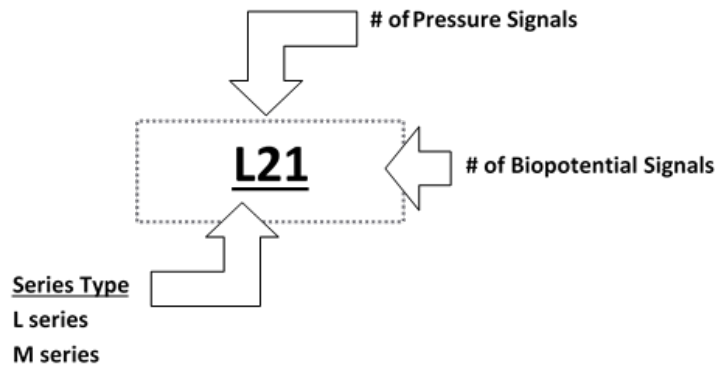 # of Pressure Signals
L21
# of Biopotential Signals
Series Type
L series
M series